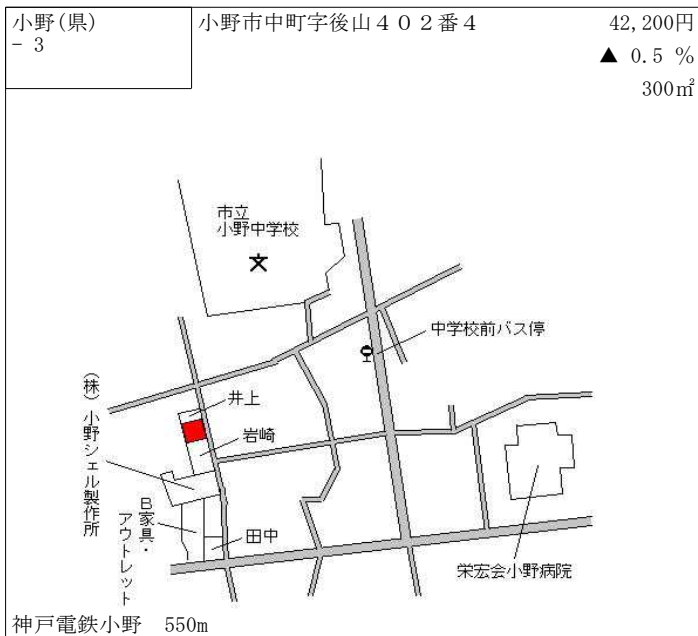 小野(県)
- 3
小野市中町字後山４０２番４
42,200円
▲ 0.5 %
300㎡
市立
小野中学校
中学校前バス停
井上
岩崎
(株)小野シェル製作所
B家具・
アウトレット
田中
栄宏会小野病院
神戸電鉄小野　550m